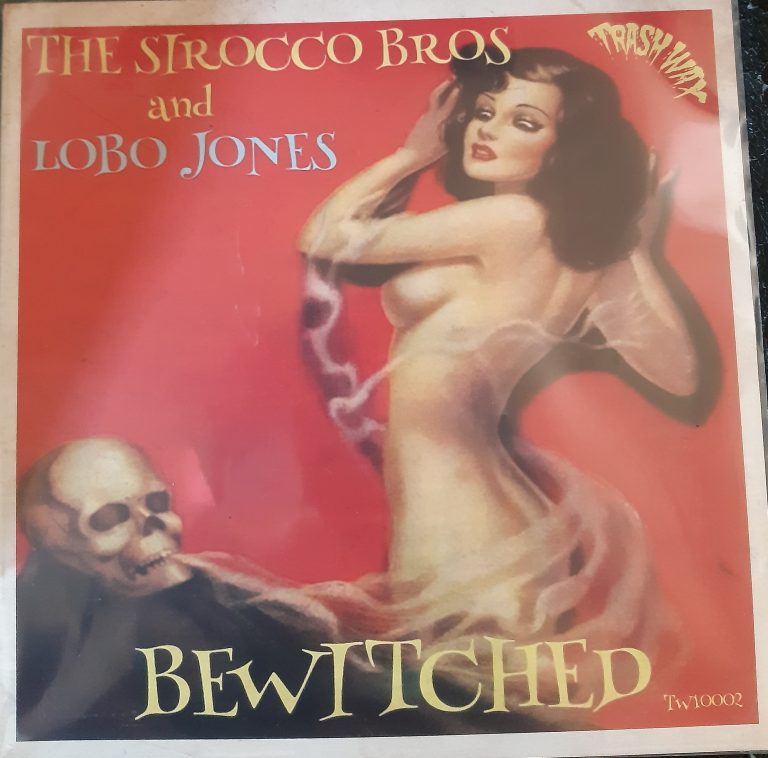 THE SIROCCO BROS
and
LOBO JONES
TRASH WAX
BEWITCHED
TW10002